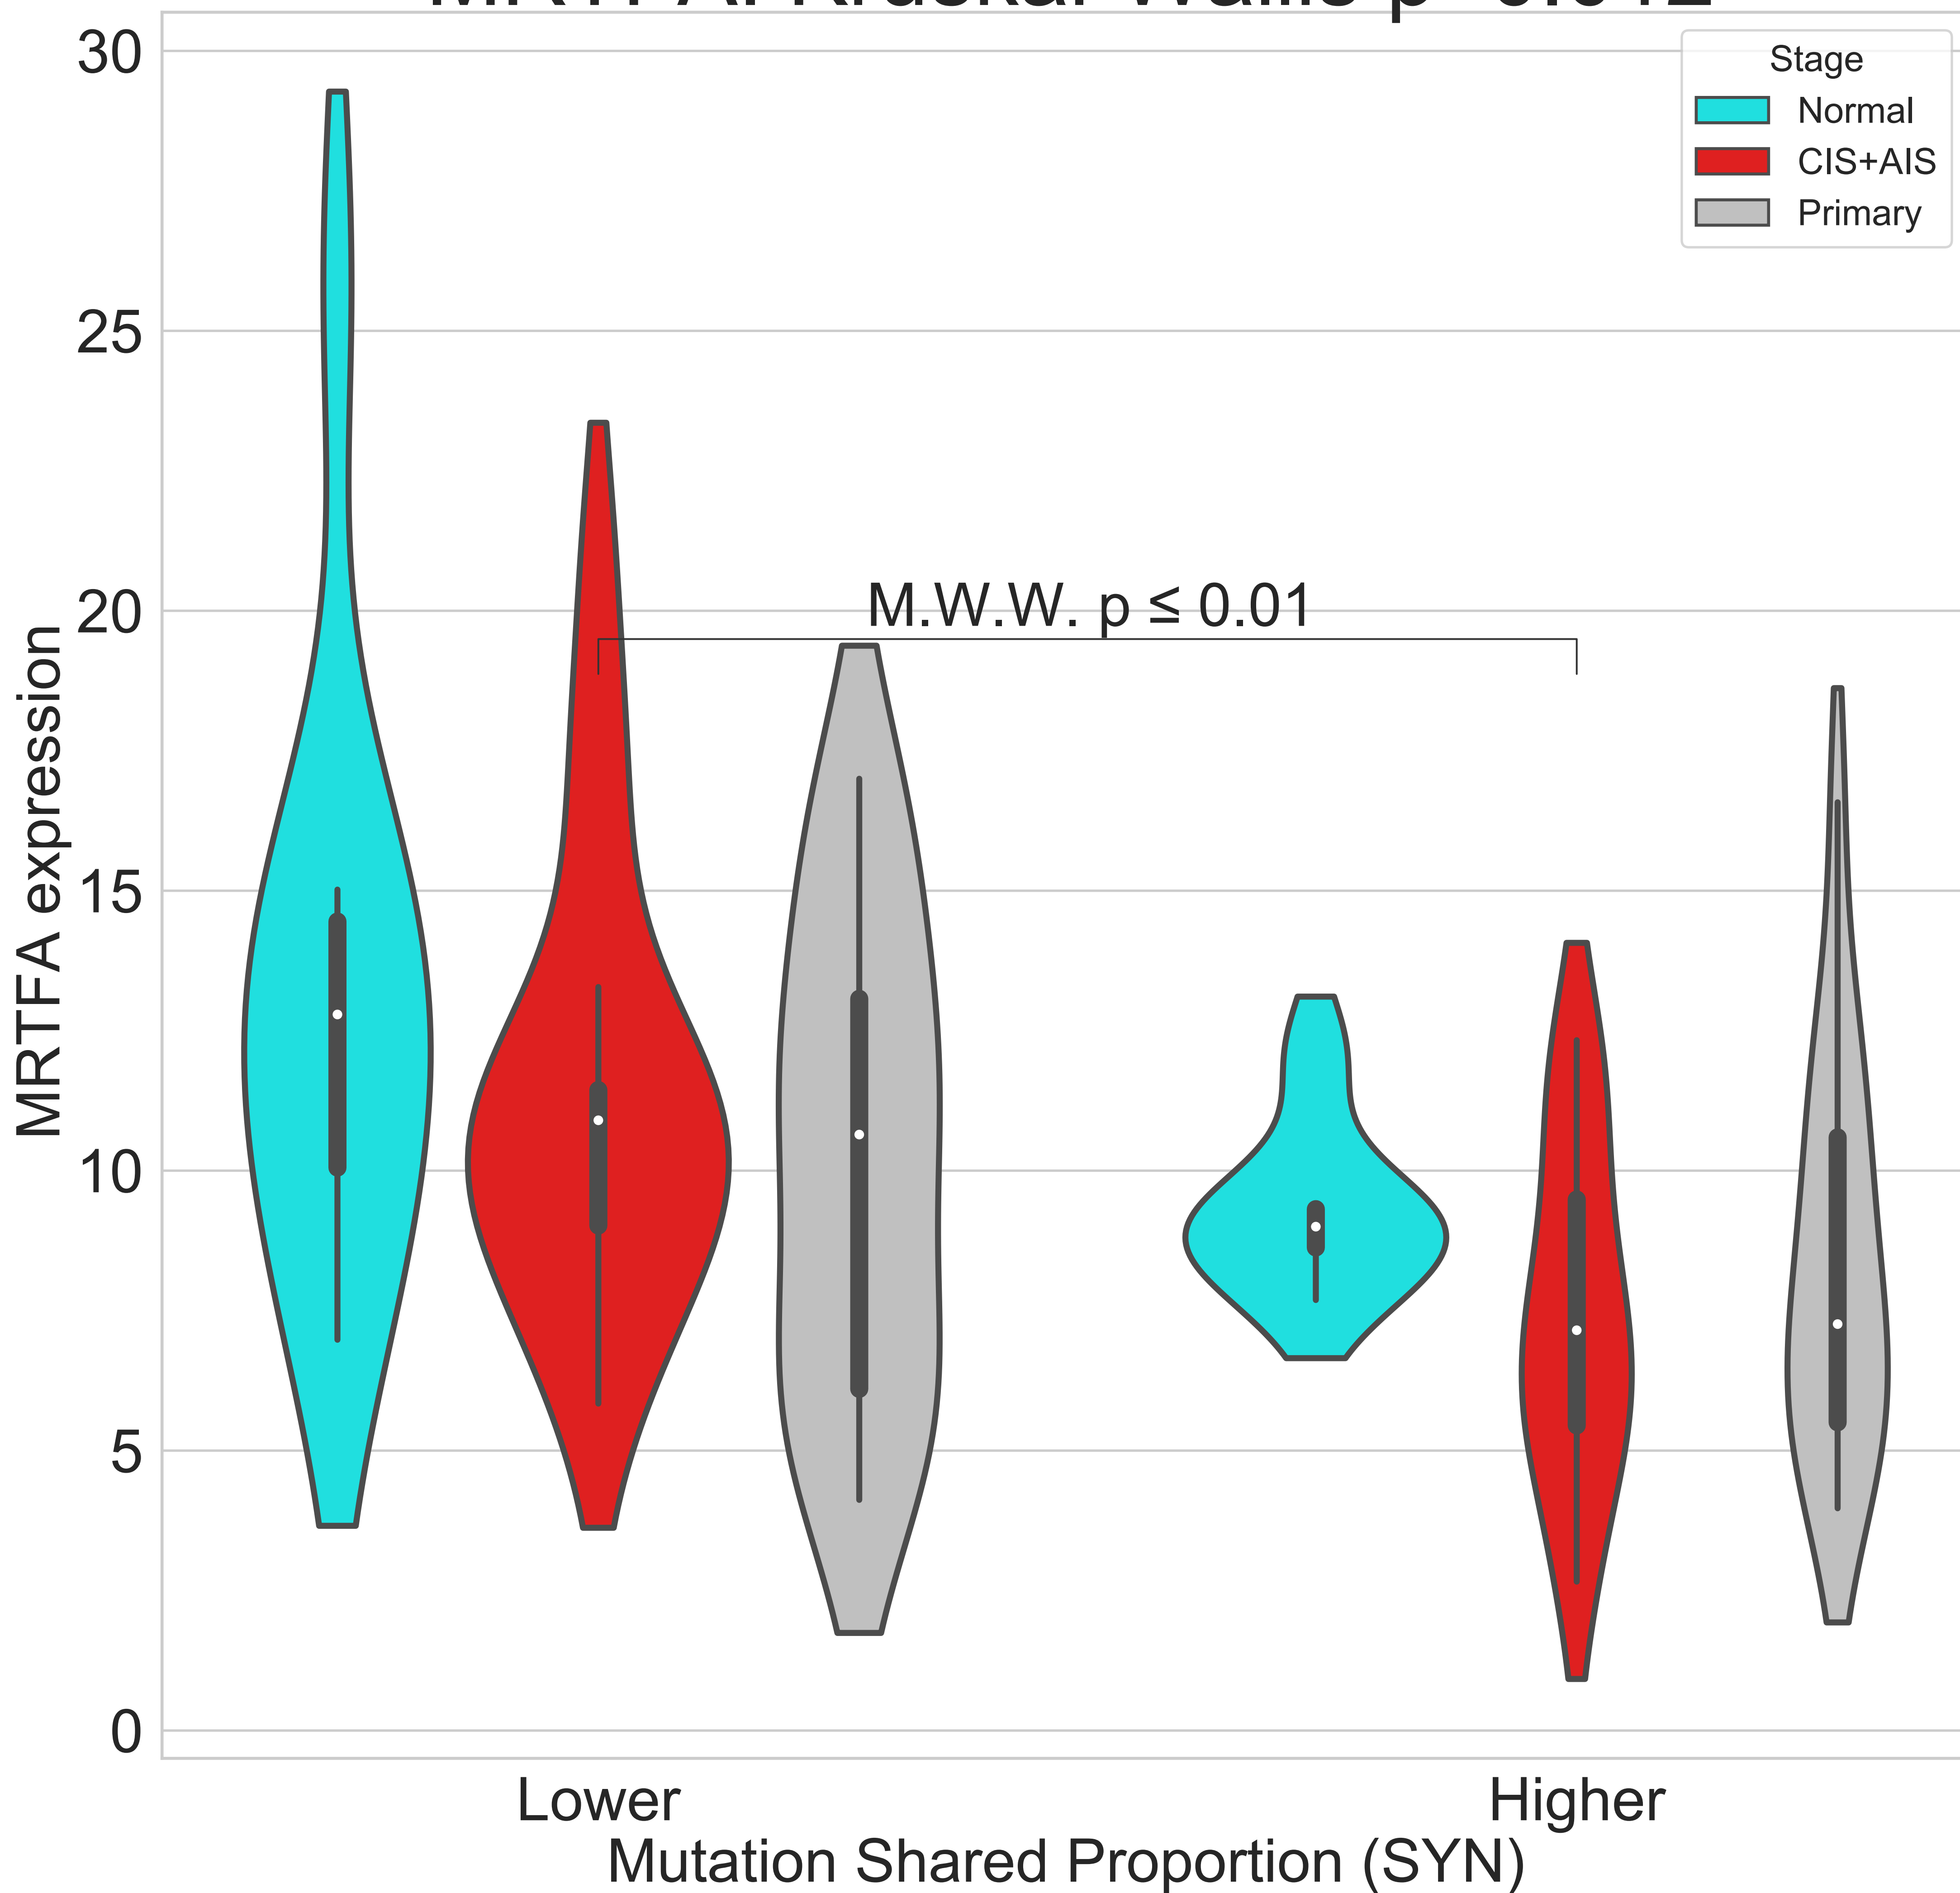 30
25
20
15
10
5
0
MRTFA expression
Stage
Normal
CIS+AIS
Primary
M.W.W. p ≤ 0.01
Lower
Higher
Mutation Shared Proportion (SYN)